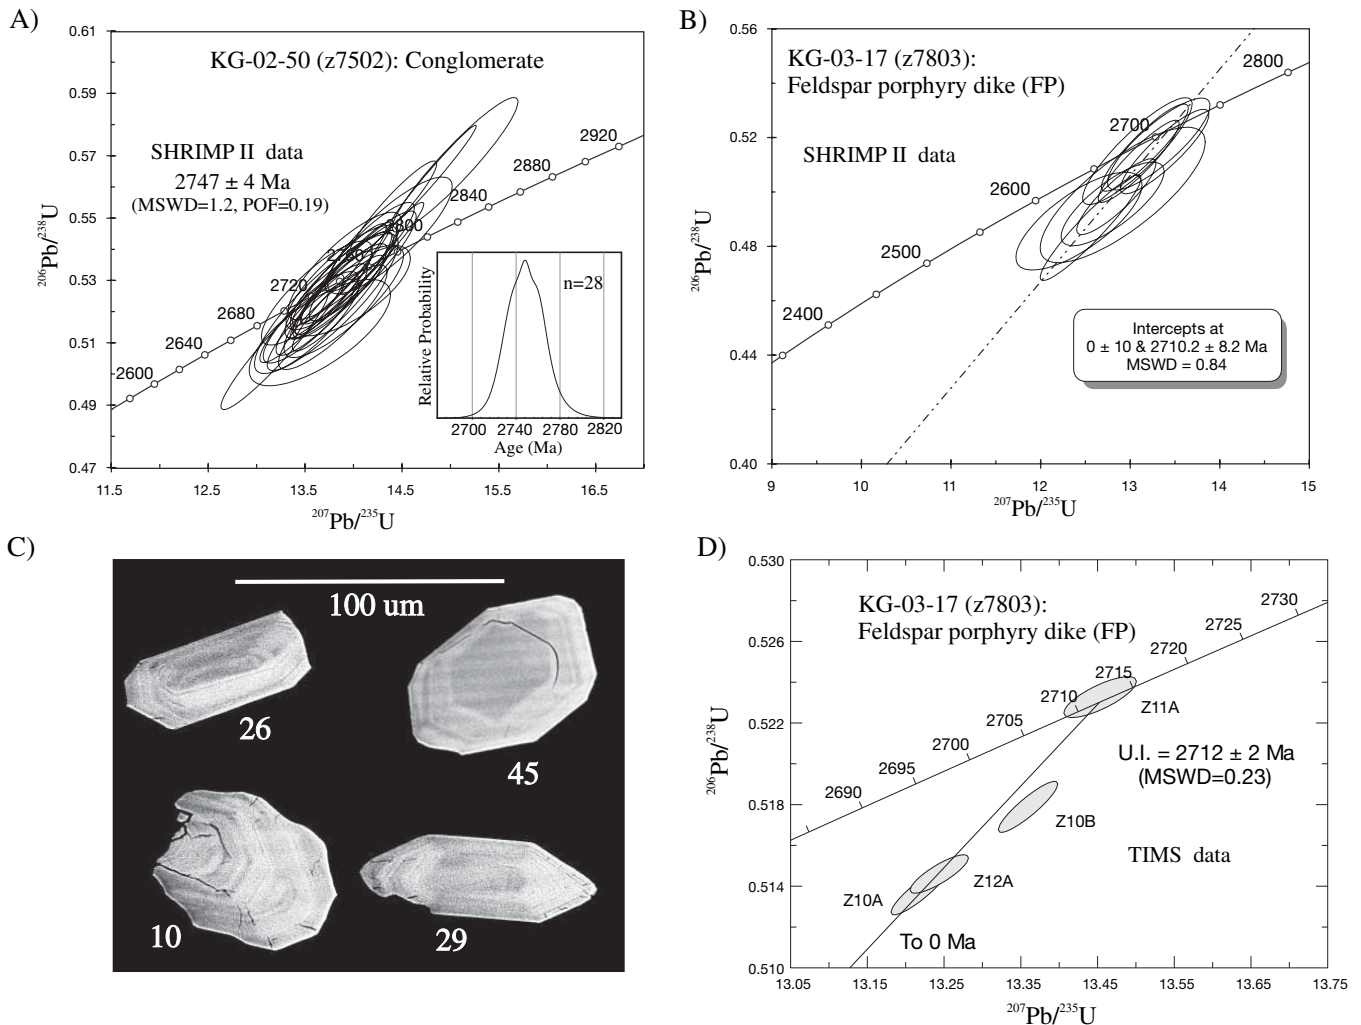 A)
KG-02-50 (z7502): Conglomerate
SHRIMP II data
2747 ± 4 Ma
(MSWD=1.2, POF=0.19)
0.61
0.59
0.57
0.55
0.53
0.51
0.49
0.47
206Pb/238U
2600
2640
2680
2720
2760
2800
2840
2880
2920
11.5
12.5
13.5
14.5
15.5
16.5
207Pb/235U
Relative Probability
n=28
2700
2740
2780
2820
Age (Ma)
B)
KG-03-17 (z7803):
Feldspar porphyry dike (FP)
SHRIMP II data
0.56
0.52
0.48
0.44
0.40
206Pb/238U
2400
2500
2600
2700
2800
Intercepts at
0 ± 10 & 2710.2 ± 8.2 Ma
MSWD = 0.84
9
10
11
12
13
14
15
207Pb/235U
C)
100 um
26
45
10
29
D)
KG-03-17 (z7803):
Feldspar porphyry dike (FP)
0.530
0.526
0.522
0.518
0.514
0.510
206Pb/238U
2690
2695
2700
2705
2710
2715
2720
2725
2730
Z11A
U.I. = 2712 ± 2 Ma
(MSWD=0.23)
Z10B
TIMS data
Z12A
Z10A
To 0 Ma
13.05
13.15
13.25
13.35
13.45
13.55
13.65
13.75
207Pb/235U